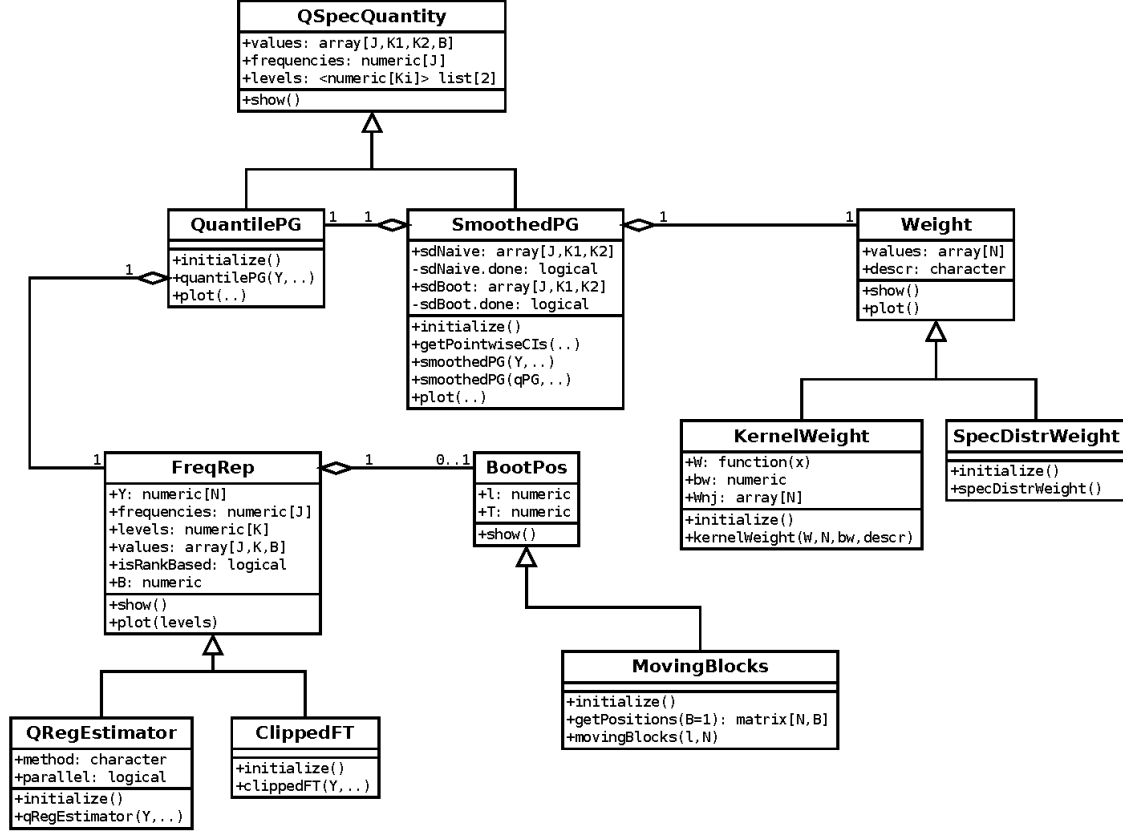 QSpecQuantity
+values: array[J,K1,K2,B]
+frequencies: numeric[J]
+levels: <numeric[Ki]> list[2]
+show()
QuantilePG
+initialize()
+quantilePG(Y,..)
+plot(..)
1
1
SmoothedPG
+sdNaive: array[J,K1,K2]
-sdNaive.done: logical
+sdBoot: array[J,K1,K2]
-sdBoot.done: logical
+initialize()
+getPointwiseCIs(..)
+smoothedPG(Y,..)
+smoothedPG(qPG,..)
+plot(..)
1
1
Weight
+values: array[N]
+descr: character
+show()
+plot()
1
1
KernelWeight
+W: function(x)
+bw: numeric
+Wnj: array[N]
+initialize()
+kernelWeight(W,N,bw,descr)
SpecDistrWeight
+initialize()
+specDistrWeight()
FreqRep
+Y: numeric[N]
+frequencies: numeric[J]
+levels: numeric[K]
+values: array[J,K,B]
+isRankBased: logical
+B: numeric
+show()
+plot(levels)
1
0..1
BootPos
+l: numeric
+T: numeric
+show()
MovingBlocks
+initialize()
+getPositions(B=1): matrix[N,B]
+movingBlocks(l,N)
QRegEstimator
+method: character
+parallel: logical
+initialize()
+qRegEstimator(Y,..)
ClippedFT
+initialize()
+clippedFT(Y,..)